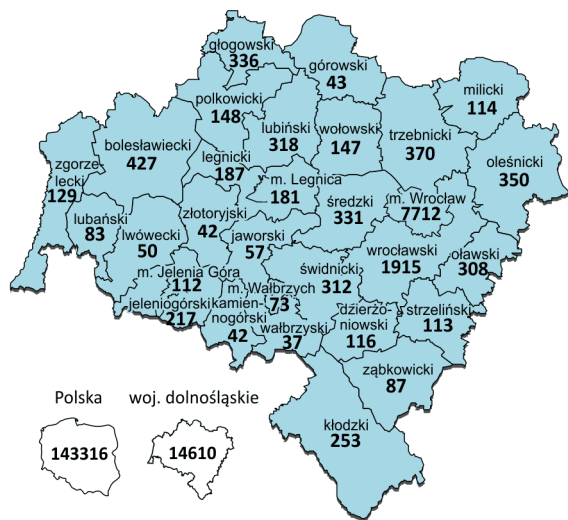 głogowski
336
górowski
43
milicki
114
polkowicki
148
lubiński
318
wołowski
147
trzebnicki
370
bolesławiecki
427
legnicki
187
oleśnicki
350
zgorze
lecki
129
m. Legnica
181
średzki
331
m. Wrocław
7712
lubański
83
lwówecki
50
złotoryjski
42
jaworski
57
wrocławski
1915
oławski
308
świdnicki
312
m. Jelenia Góra
112
jeleniogórski
217
m. Wałbrzych
73
kamien-
nogórski
42
wałbrzyski
37
dzierżo-
niowski
116
strzeliński
113
ząbkowicki
87
kłodzki
253
Polska
143316
woj. dolnośląskie
14610